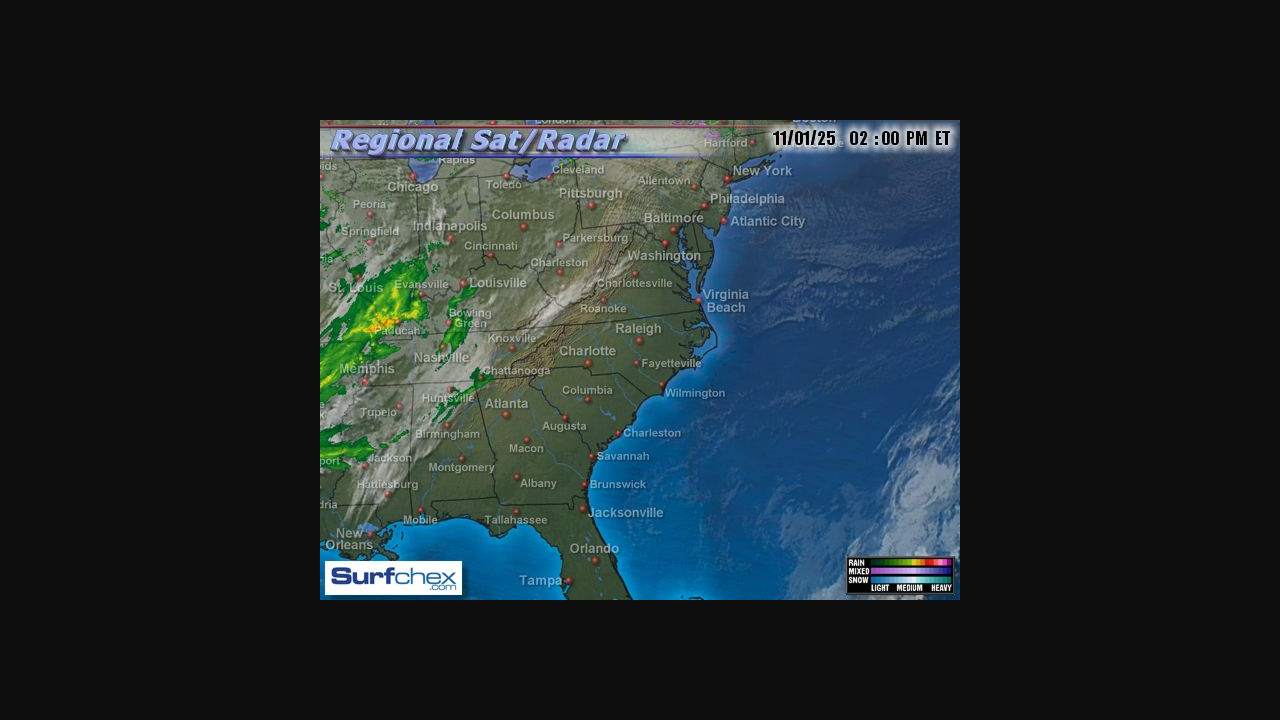 London
Boston
Regional Sat/Radar
11/01/25 02 :00 PM ET
Hartford
Rapids
Cleveland
New York
Chicago
Toledo
Allentown
Pittsburgh
Philadelphia
Peoria
Columbus
Baltimore
Atlantic City
Springfield
Indianapolis
Parkersburg
Cincinnati
Washington
Charleston
St. Louis
Evansville
Louisville
Charlottesville
Virginia
Beach
Roanoke
Bowling
Green
Paducah
Raleigh
Knoxville
Nashville
Charlotte
Fayetteville
Memphis
Chattanooga
Columbia
Wilmington
Huntsville
Atlanta
Tupelo
Augusta
Birmingham
Charleston
Macon
Jackson
Savannah
Montgomery
Hattiesburg
Albany
Brunswick
Mobile
Tallahassee
Jacksonville
New
Orleans
Orlando
Tampa
Surfchex
.com
RAIN
MIXED
SNOW
LIGHT MEDIUM HEAVY